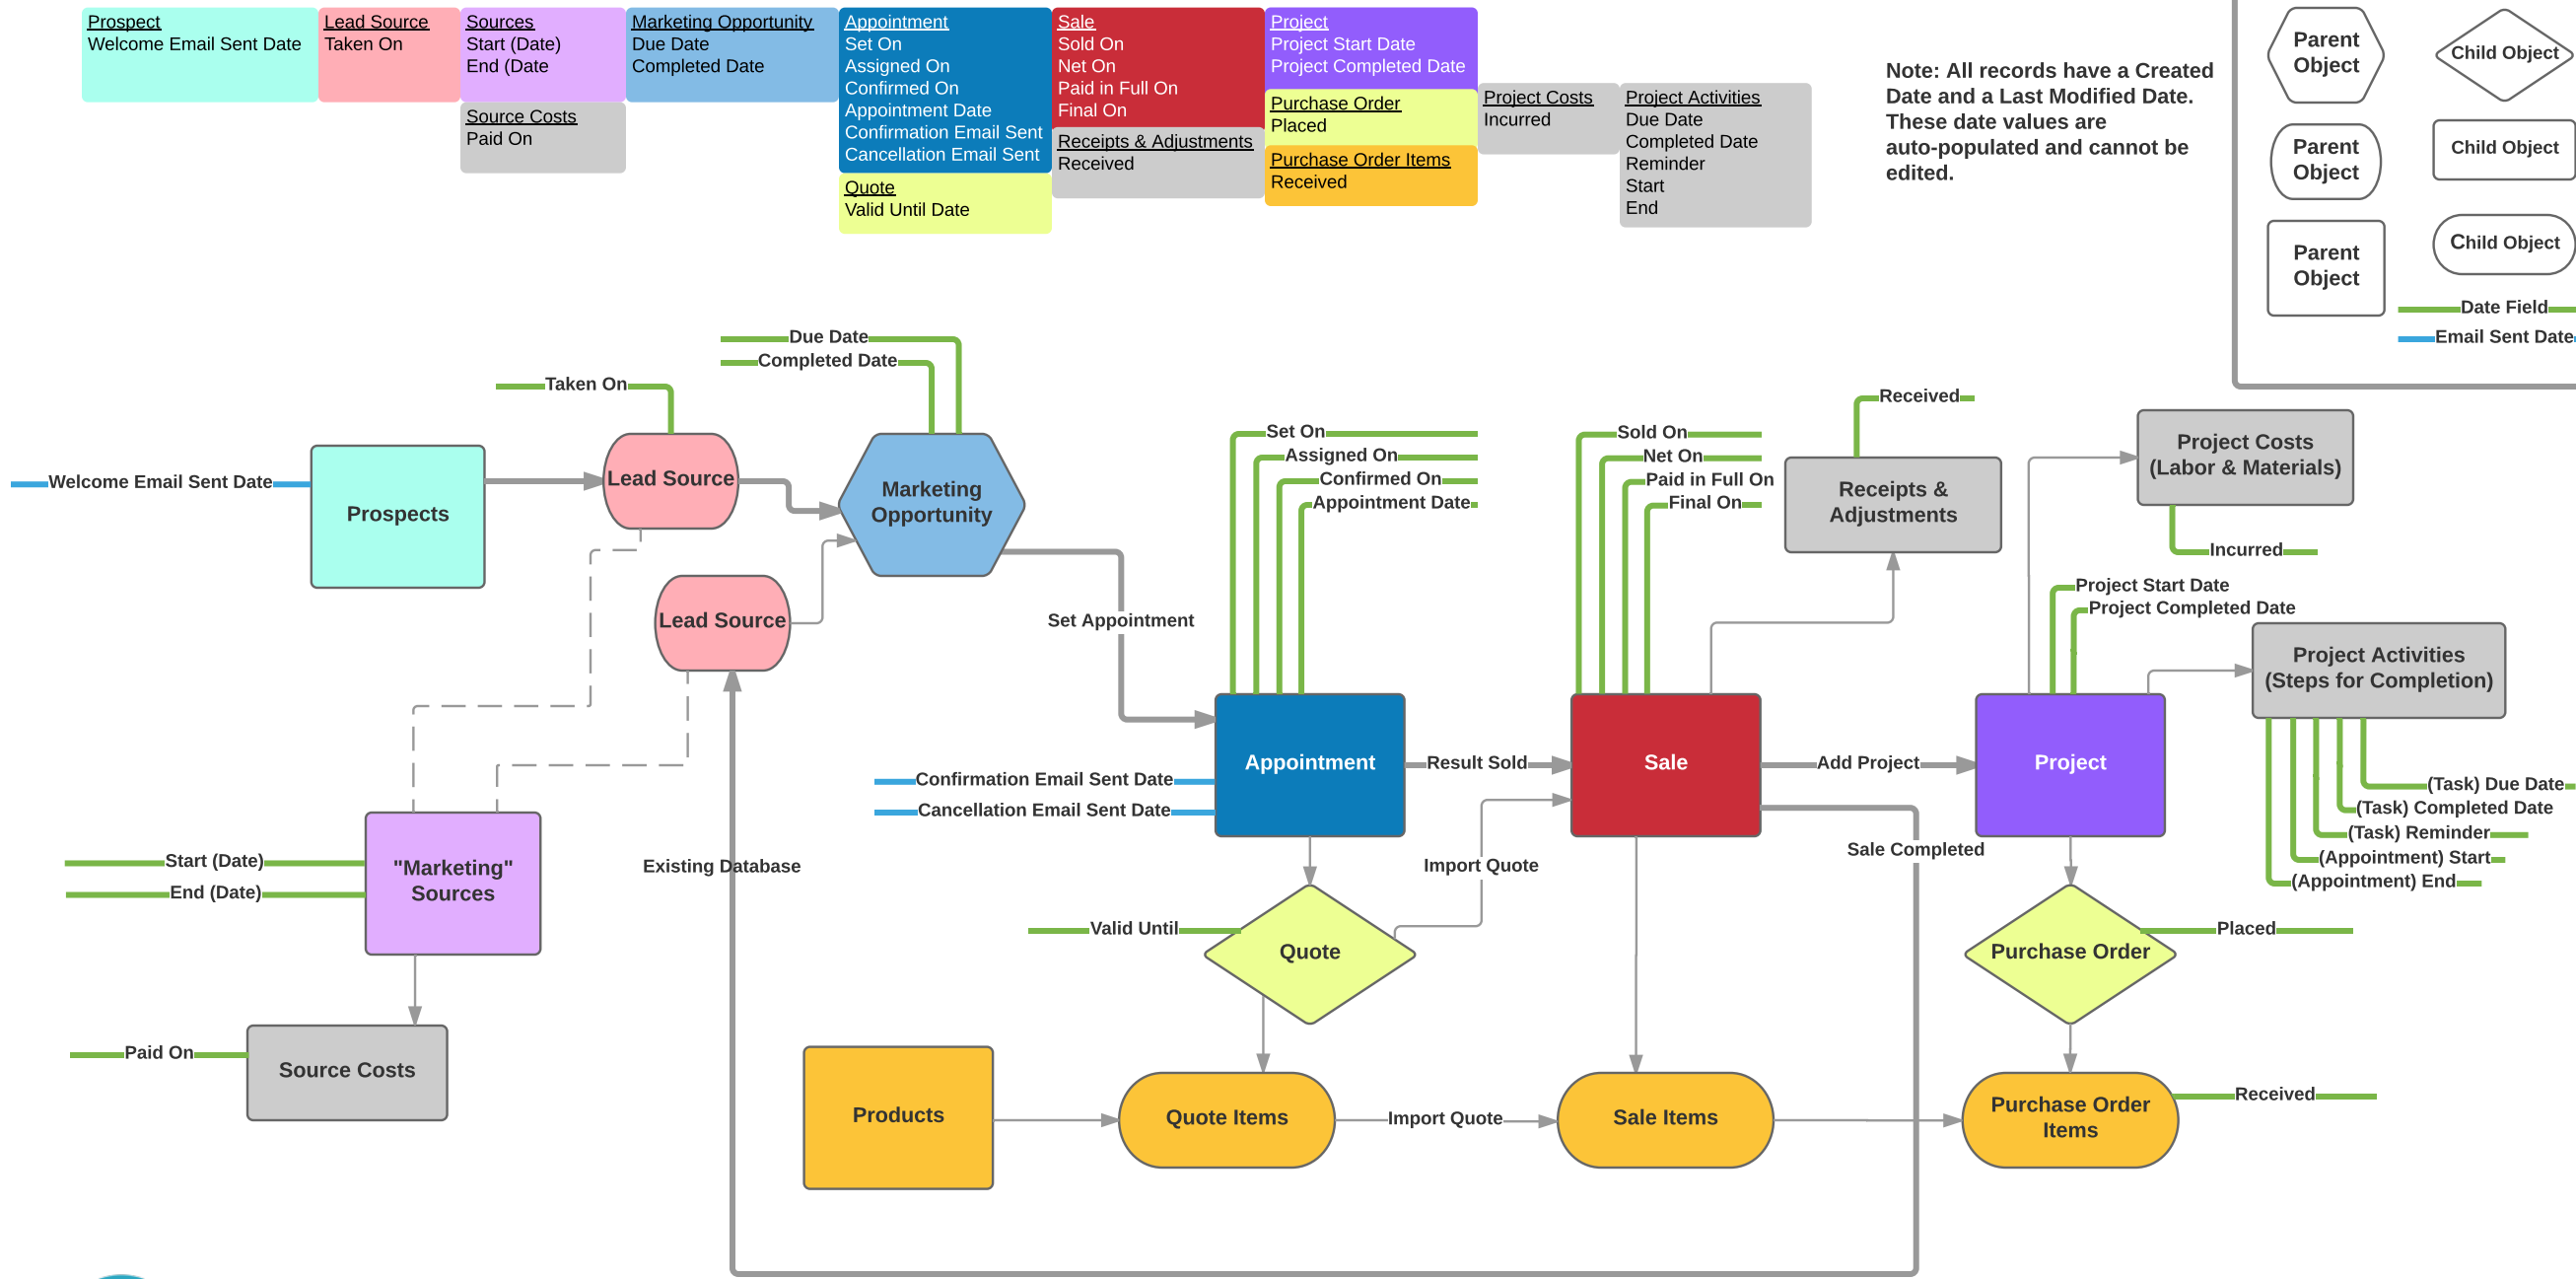 Prospect
Welcome Email Sent Date
Lead Source
Taken On
Sources
Start (Date)
End (Date
Source Costs
Paid On
Marketing Opportunity
Due Date
Completed Date
Appointment
Set On
Assigned On
Confirmed On
Appointment Date
Confirmation Email Sent
Cancellation Email Sent
Quote
Valid Until Date
Sale
Sold On
Net On
Paid in Full On
Final On
Receipts & Adjustments
Received
Project
Project Start Date
Project Completed Date
Purchase Order
Placed
Purchase Order Items
Received
Project Costs
Incurred
Project Activities
Due Date
Completed Date
Reminder
Start
End
Note: All records have a Created
Date and a Last Modified Date.
These date values are
auto-populated and cannot be
edited.
Parent
Object
Child Object
Parent
Object
Child Object
Parent
Object
Child Object
Date Field
Email Sent Date
Due Date
Completed Date
Taken On
Welcome Email Sent Date
Prospects
Lead Source
Marketing
Opportunity
Lead Source
Set Appointment
Set On
Assigned On
Confirmed On
Appointment Date
Sold On
Net On
Paid in Full On
Final On
Received
Receipts &
Adjustments
Project Costs
(Labor & Materials)
Incurred
Project Start Date
Project Completed Date
Project Activities
(Steps for Completion)
Appointment
Result Sold
Sale
Add Project
Project
Confirmation Email Sent Date
Cancellation Email Sent Date
(Task) Due Date
(Task) Completed Date
(Task) Reminder
(Appointment) Start
(Appointment) End
Start (Date)
End (Date)
"Marketing"
Sources
Existing Database
Import Quote
Sale Completed
Valid Until
Quote
Purchase Order
Placed
Paid On
Source Costs
Products
Quote Items
Import Quote
Sale Items
Purchase Order
Items
Received